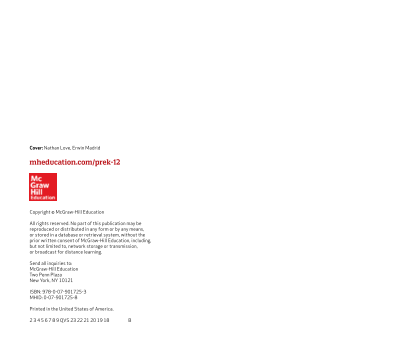 Cover: Nathan Love, Erwin Madrid
mheducation.com/prek-12
Mc
Graw
Hill
Education
Copyright © McGraw-Hill Education
All rights reserved. No part of this publication may be
reproduced or distributed in any form or by any means,
or stored in a database or retrieval system, without the
prior written consent of McGraw-Hill Education, including,
but not limited to, network storage or transmission,
or broadcast for distance learning.
Send all inquiries to:
McGraw-Hill Education
Two Penn Plaza
New York, NY 10121
ISBN: 978-0-07-901725-3
MHID: 0-07-901725-8
Printed in the United States of America.
2 3 4 5 6 7 8 9 QVS 23 22 21 20 19 18 B